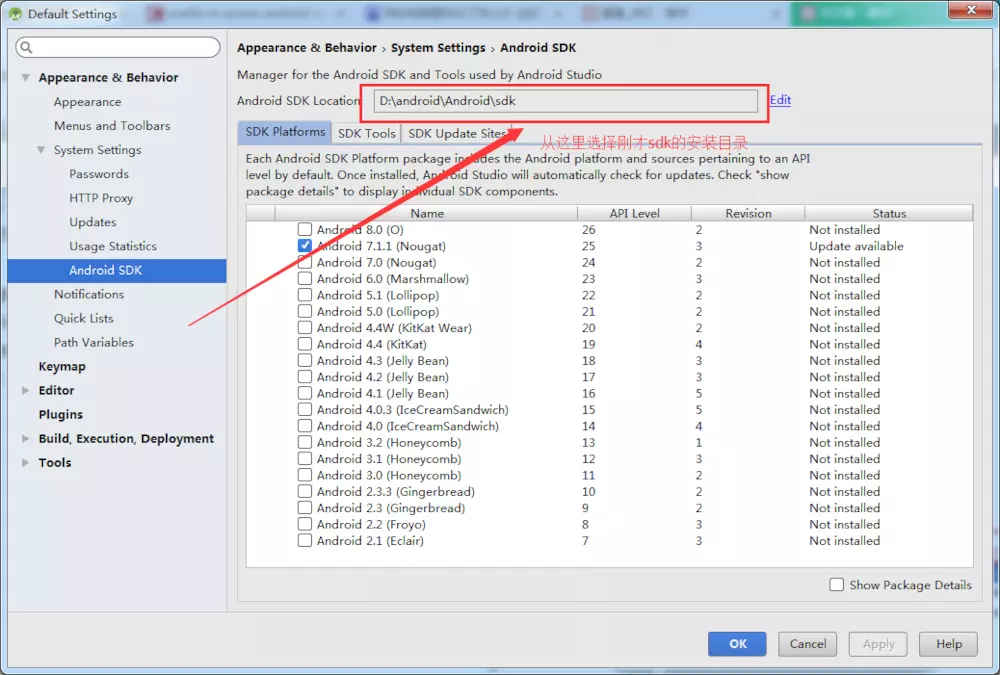 Default Settings
Appearance & Behavior › System Settings › Android SDK
Manager for the Android SDK and Tools used by Android Studio
Android SDK Location
D:\android\Android\sdk
Edit
SDK Platforms
SDK Tools
SDK Update Sites
从这里选择刚才sdk的安装目录
Each Android SDK Platform package includes the Android platform and sources pertaining to an API
level by default. Once installed, Android Studio will automatically check for updates. Check "show
package details" to display individual SDK components.
Appearance & Behavior
Appearance
Menus and Toolbars
System Settings
Passwords
HTTP Proxy
Updates
Usage Statistics
Android SDK
Notifications
Quick Lists
Path Variables
Keymap
Editor
Plugins
Build, Execution, Deployment
Tools
Name API Level Revision Status
Android 8.0 (O) 26 2 Not installed
Android 7.1.1 (Nougat) 25 3 Update available
Android 7.0 (Nougat) 24 2 Not installed
Android 6.0 (Marshmallow) 23 3 Not installed
Android 5.1 (Lollipop) 22 2 Not installed
Android 5.0 (Lollipop) 21 2 Not installed
Android 4.4W (KitKat Wear) 20 2 Not installed
Android 4.4 (KitKat) 19 4 Not installed
Android 4.3 (Jelly Bean) 18 3 Not installed
Android 4.2 (Jelly Bean) 17 3 Not installed
Android 4.1 (Jelly Bean) 16 5 Not installed
Android 4.0.3 (IceCreamSandwich) 15 5 Not installed
Android 4.0 (IceCreamSandwich) 14 4 Not installed
Android 3.2 (Honeycomb) 13 1 Not installed
Android 3.1 (Honeycomb) 12 3 Not installed
Android 3.0 (Honeycomb) 11 2 Not installed
Android 2.3.3 (Gingerbread) 10 2 Not installed
Android 2.3 (Gingerbread) 9 2 Not installed
Android 2.2 (Froyo) 8 3 Not installed
Android 2.1 (Eclair) 7 3 Not installed
Show Package Details
OK
Cancel
Apply
Help